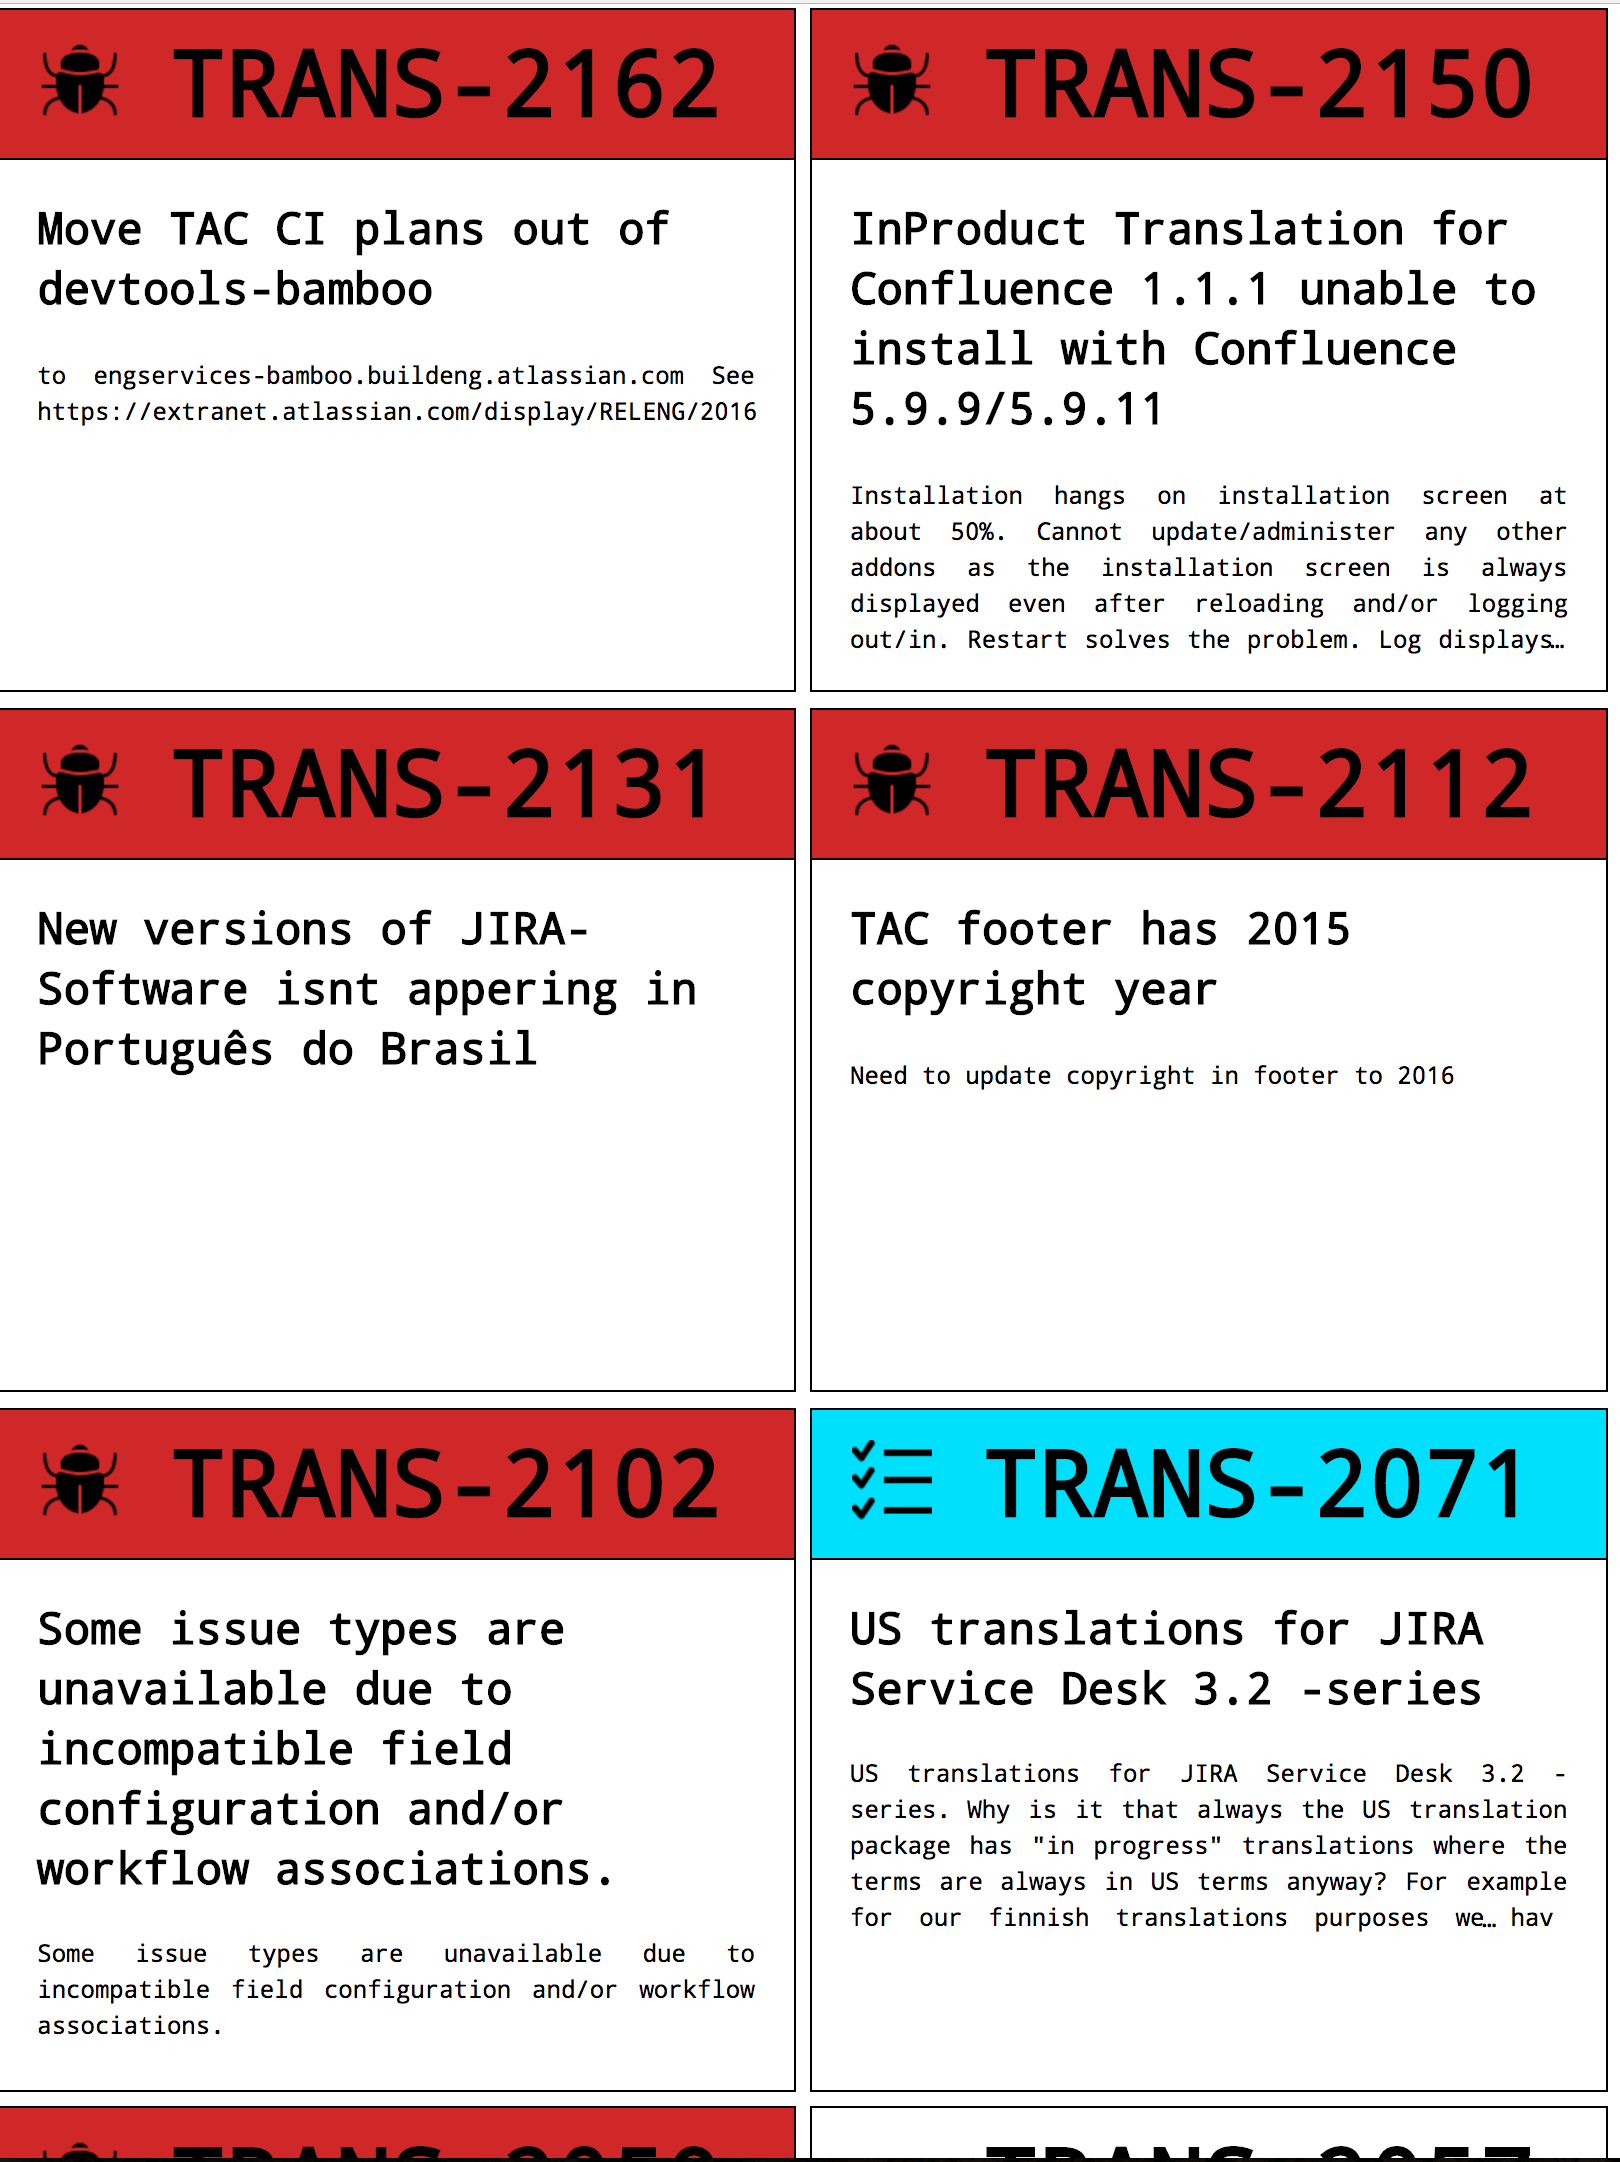 TRANS-2162
Move TAC CI plans out of
devtools-bamboo
to engservices-bamboo.buildeng.atlassian.com See
https://extranet.atlassian.com/display/RELENG/2016
TRANS-2150
InProduct Translation for
Confluence 1.1.1 unable to
install with Confluence
5.9.9/5.9.11
Installation hangs on installation screen at
about 50%. Cannot update/administer any other
addons as the installation screen is always
displayed even after reloading and/or logging
out/in. Restart solves the problem. Log displays…
TRANS-2131
New versions of JIRA-
Software isnt appering in
Português do Brasil
TRANS-2112
TAC footer has 2015
copyright year
Need to update copyright in footer to 2016
TRANS-2102
Some issue types are
unavailable due to
incompatible field
configuration and/or
workflow associations.
Some issue types are unavailable due to
incompatible field configuration and/or workflow
associations.
TRANS-2071
US translations for JIRA
Service Desk 3.2 -series
US translations for JIRA Service Desk 3.2 -
series. Why is it that always the US translation
package has "in progress" translations where the
terms are always in US terms anyway? For example
for our finnish translations purposes we… hav